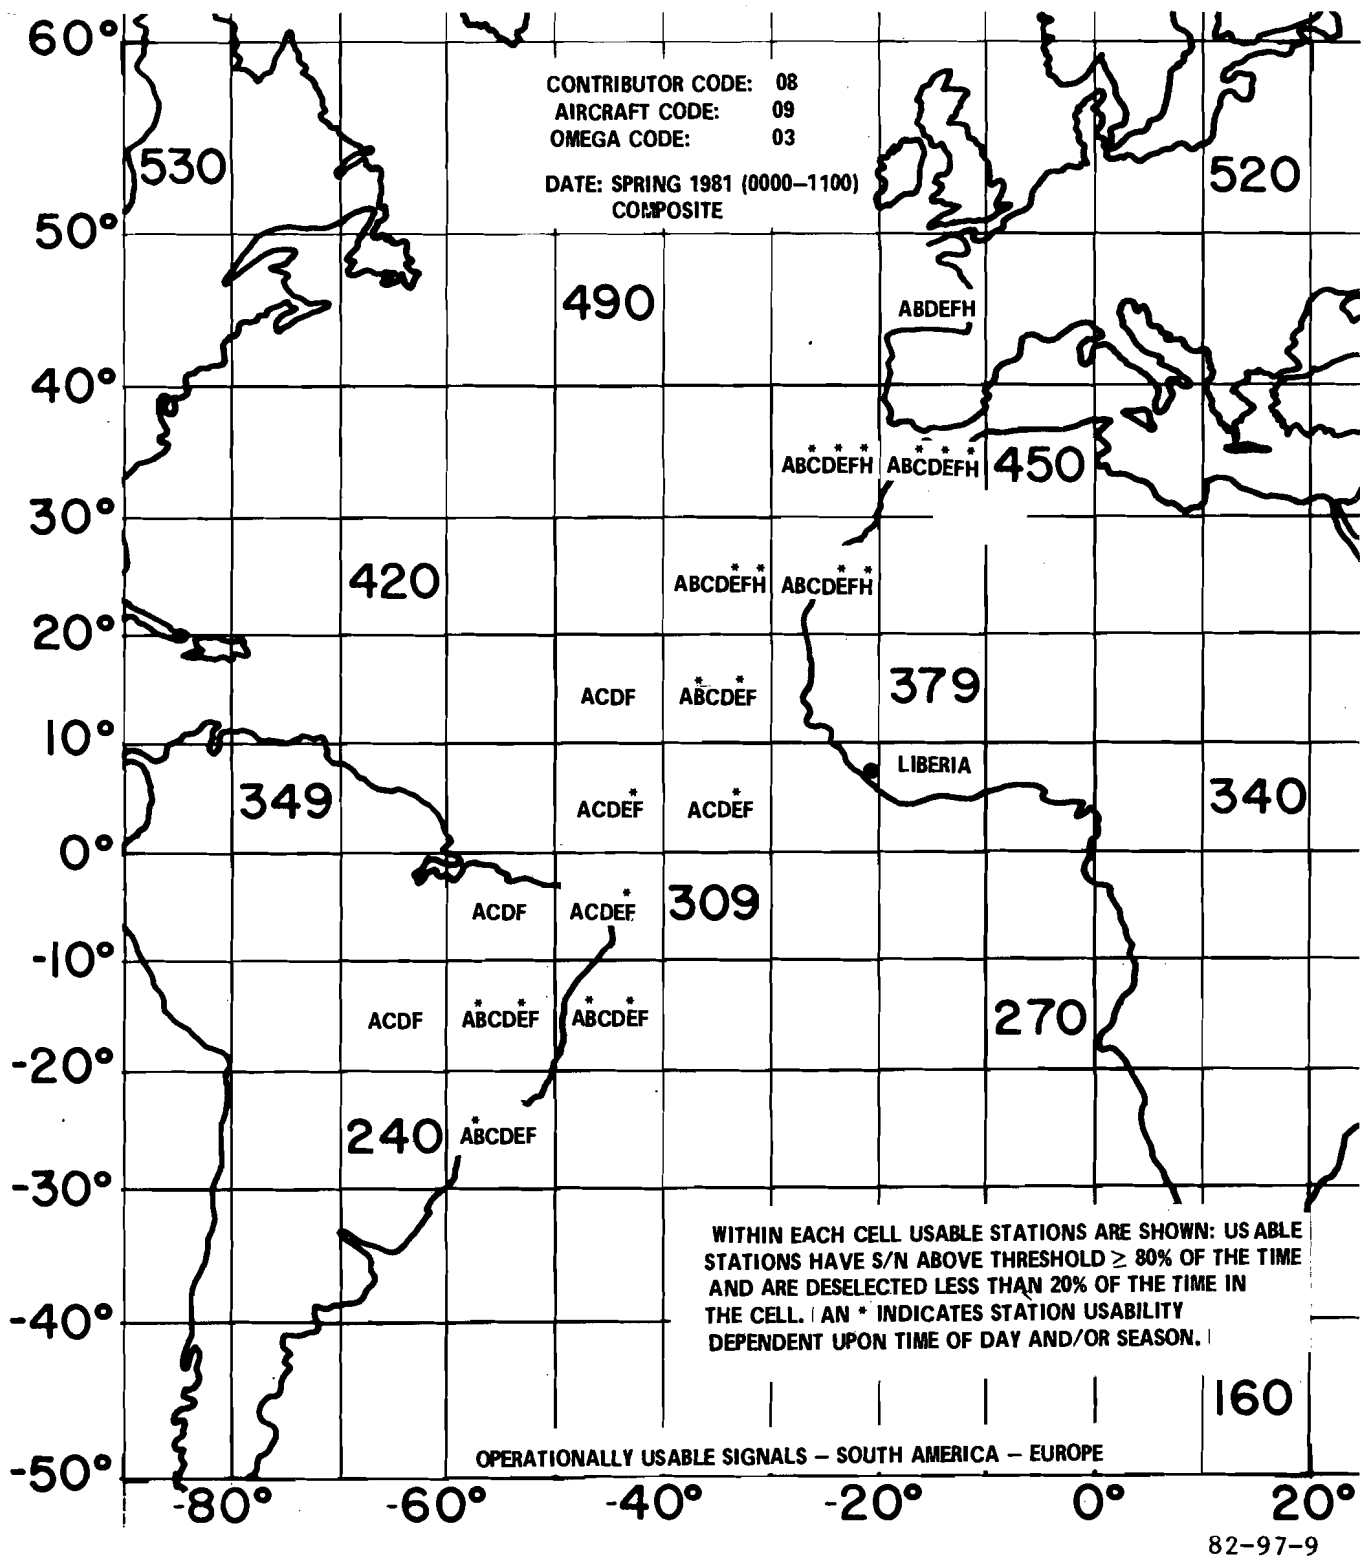 60°
CONTRIBUTOR CODE: 08
AIRCRAFT CODE: 09
OMEGA CODE: 03
530
520
DATE: SPRING 1981 (0000–1100)
COMPOSITE
50°
490
ABDEFH
40°
* * * * * *
ABCDEFH ABCDEFH 450
30°
* * * *
420 ABCDEFH ABCDEFH
20°
* *
ACDF ABCDEF 379
10°
LIBERIA
* *
349 ACDEF ACDEF 340
0°
*
ACDF ACDEF 309
-10°
* * * *
ACDF ABCDEF ABCDEF 270
-20°
*
240 ABCDEF
-30°
WITHIN EACH CELL USABLE STATIONS ARE SHOWN: USABLE
STATIONS HAVE S/N ABOVE THRESHOLD ≥ 80% OF THE TIME
AND ARE DESELECTED LESS THAN 20% OF THE TIME IN
THE CELL. AN * INDICATES STATION USABILITY
DEPENDENT UPON TIME OF DAY AND/OR SEASON.
-40°
160
OPERATIONALLY USABLE SIGNALS – SOUTH AMERICA – EUROPE
-50°
-80° -60° -40° -20° 0° 20°
82-97-9